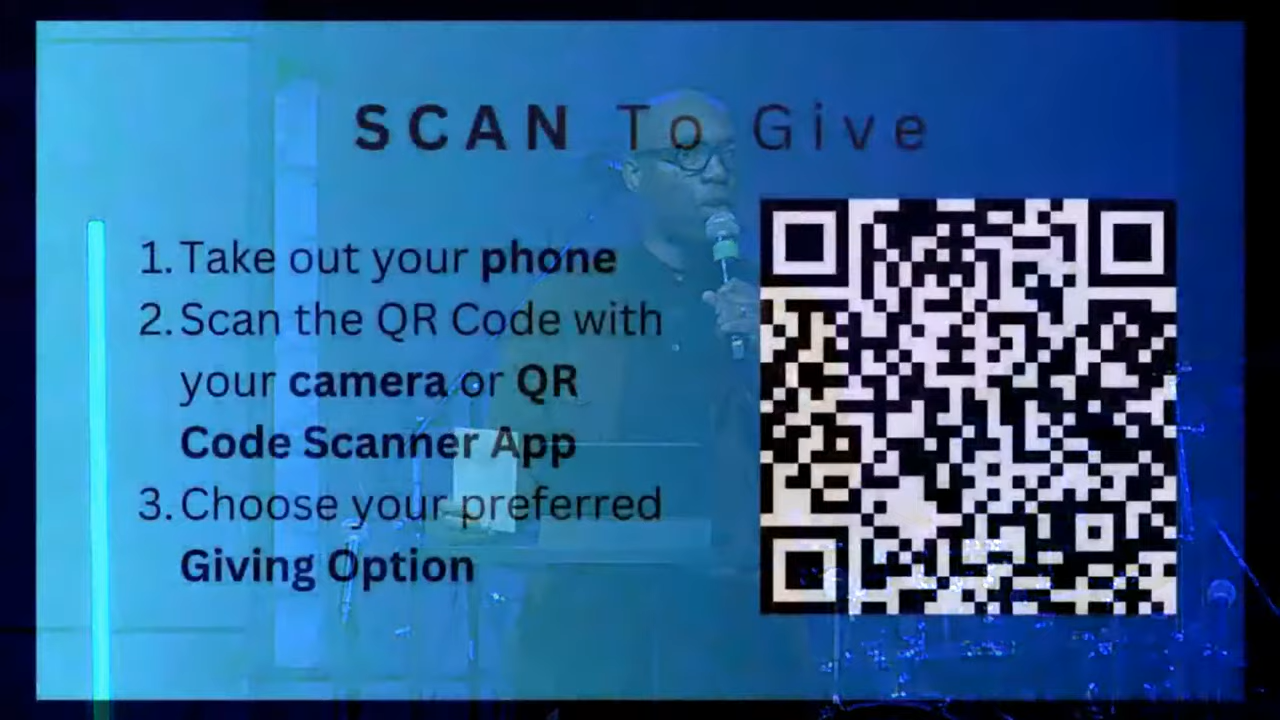 SCAN To Give
1. Take out your phone
2. Scan the QR Code with
your camera or QR
Code Scanner App
3. Choose your preferred
Giving Option